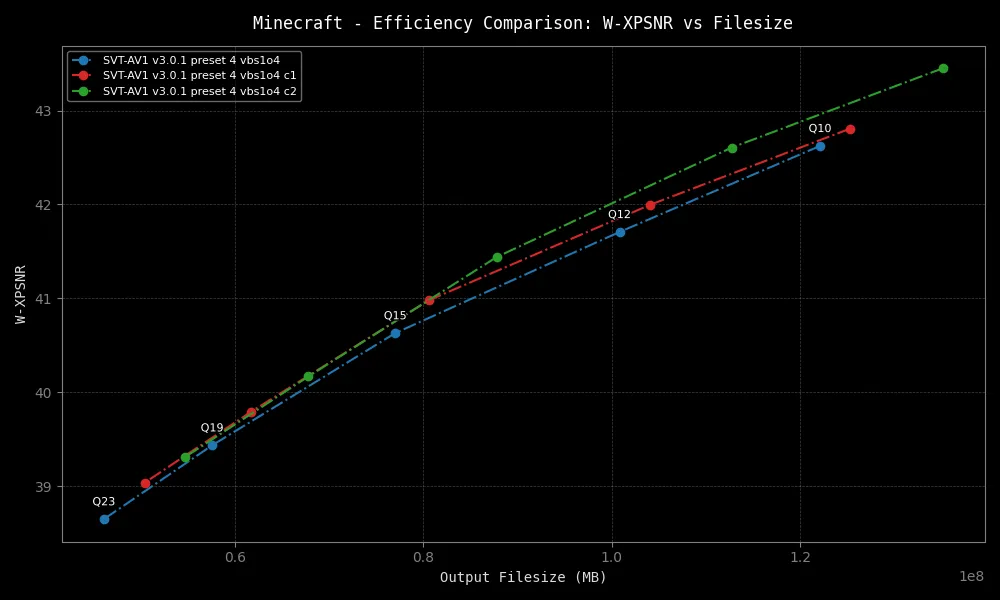 Minecraft - Efficiency Comparison: W-XPSNR vs Filesize
SVT-AV1 v3.0.1 preset 4 vbs1o4
SVT-AV1 v3.0.1 preset 4 vbs1o4 c1
SVT-AV1 v3.0.1 preset 4 vbs1o4 c2
43
42
41
40
39
W-XPSNR
Q10
Q12
Q15
Q19
Q23
0.6
0.8
1.0
1.2
1e8
Output Filesize (MB)